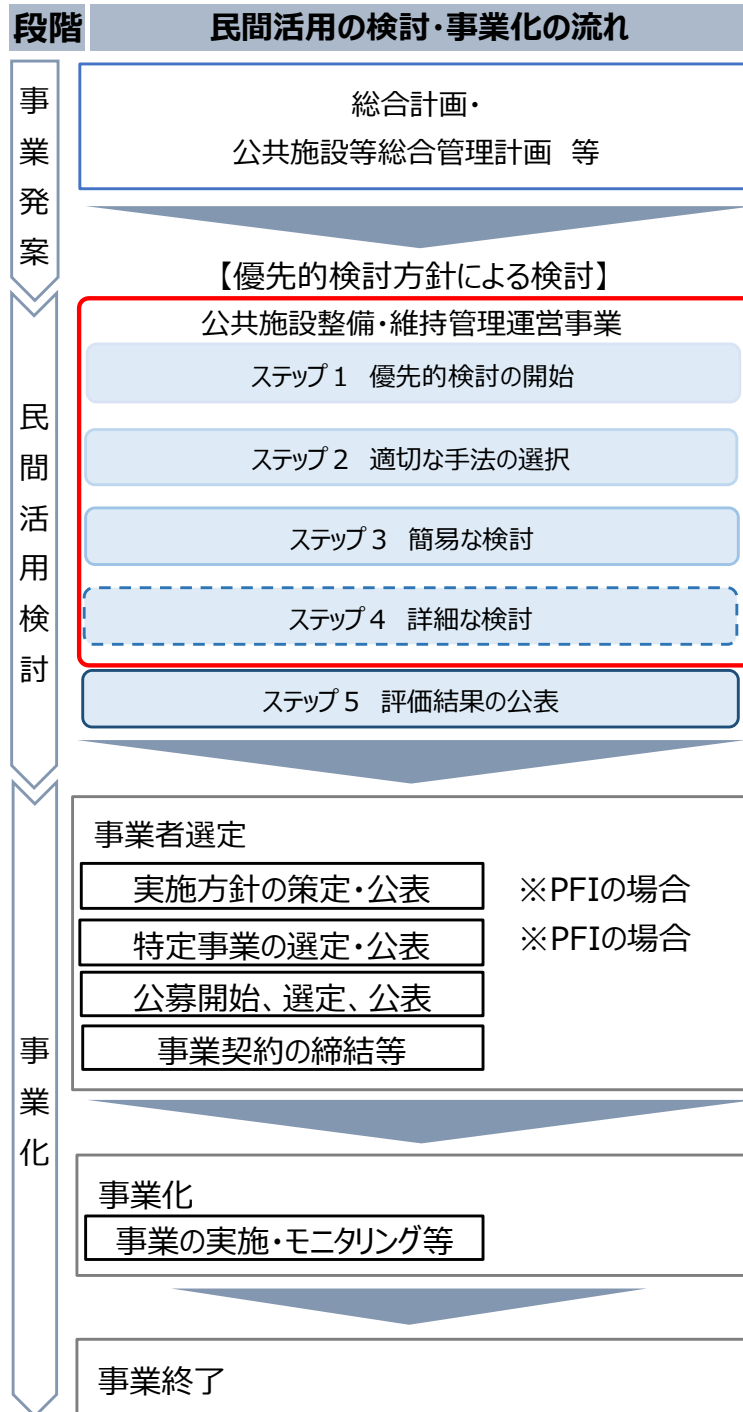 段階
民間活用の検討･事業化の流れ
事業発案
総合計画･
公共施設等総合管理計画 等
民間活用検討
【優先的検討方針による検討】
公共施設整備･維持管理運営事業
ステップ１ 優先的検討の開始
ステップ２ 適切な手法の選択
ステップ３ 簡易な検討
ステップ４ 詳細な検討
ステップ５ 評価結果の公表
事業化
事業者選定
実施方針の策定･公表 ※PFIの場合
特定事業の選定･公表 ※PFIの場合
公募開始、選定、公表
事業契約の締結等
事業化
事業の実施･モニタリング等
事業終了